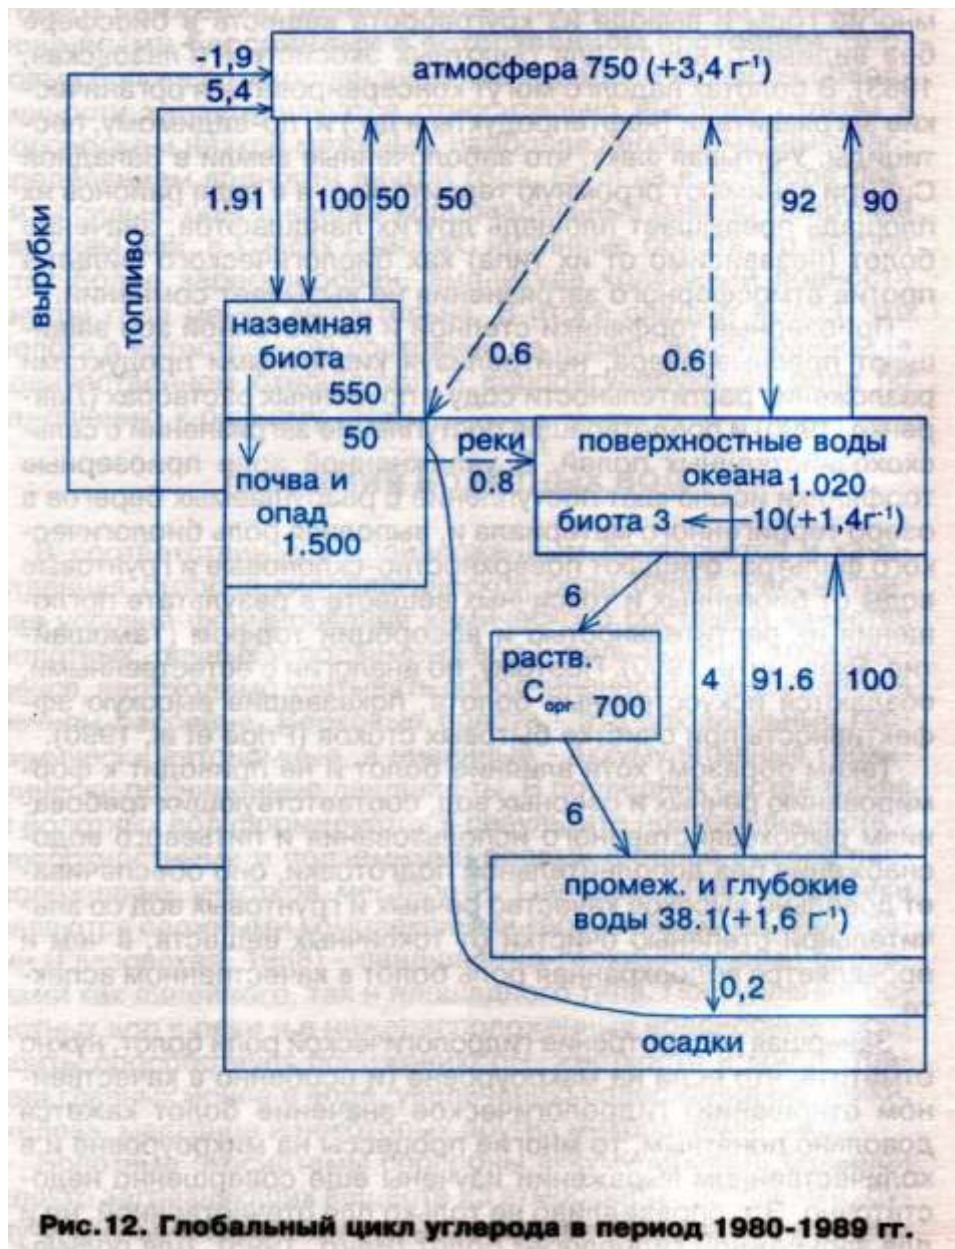 -1,9
5,4
атмосфера 750 (+3,4 г⁻¹)
вырубки
топливо
1.91
100
50
50
92
90
0.6
0.6
наземная
биота
550
50
почва и
опад
1.500
реки
0.8
поверхностные воды
океана 1.020
биота 3
10(+1,4г⁻¹)
6
раств.
Cорг 700
4
91.6
100
6
промеж. и глубокие
воды 38.1(+1,6 г⁻¹)
0,2
осадки
Рис.12. Глобальный цикл углерода в период 1980-1989 гг.